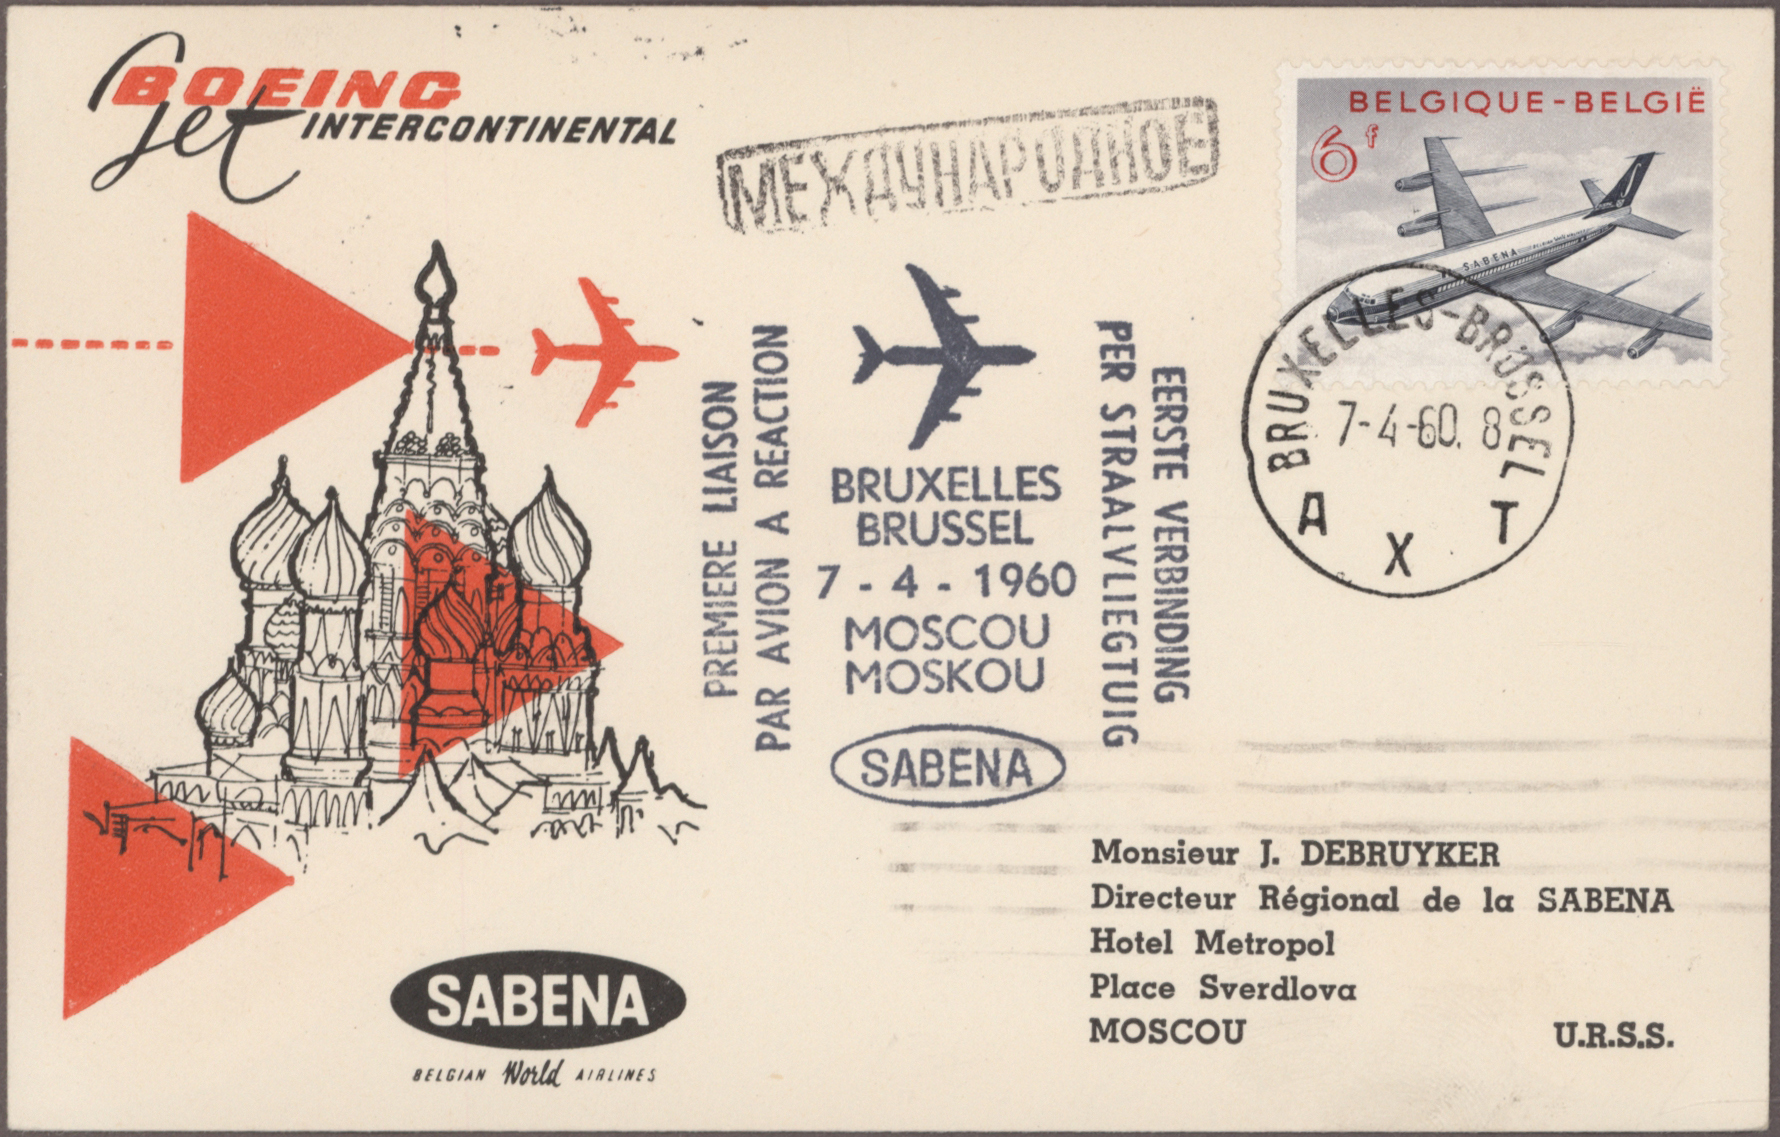 BOEING
Jet INTERCONTINENTAL
МЕЖДУНАРОДНОЕ
BELGIQUE - BELGIË
6 f
SABENA
BRUXELLES-BRUSSEL
7-4-60. 8
A X T
PREMIERE LIAISON
PAR AVION A REACTION
BRUXELLES
BRUSSEL
7 - 4 - 1960
MOSCOU
MOSKOU
SABENA
EERSTE VERBINDING
PER STRAALVLIEGTUIG
Monsieur J. DEBRUYKER
Directeur Régional de la SABENA
Hotel Metropol
Place Sverdlova
MOSCOU U.R.S.S.
SABENA
BELGIAN World AIRLINES